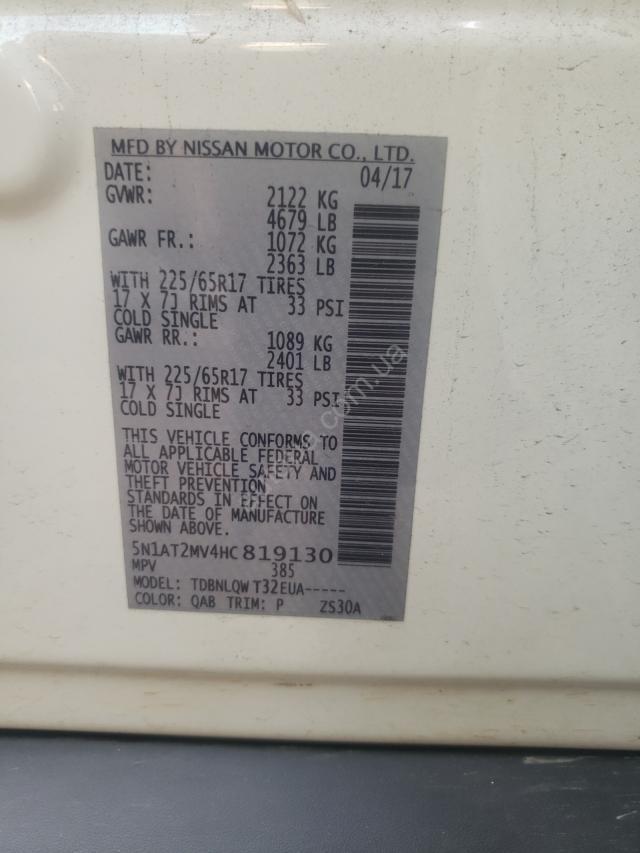 MFD BY NISSAN MOTOR CO., LTD.
DATE: 04/17
GVWR: 2122 KG
4679 LB
GAWR FR.: 1072 KG
2363 LB
WITH 225/65R17 TIRES
17 X 7J RIMS AT 33 PSI
COLD SINGLE
GAWR RR.: 1089 KG
2401 LB
WITH 225/65R17 TIRES
17 X 7J RIMS AT 33 PSI
COLD SINGLE
THIS VEHICLE CONFORMS TO
ALL APPLICABLE FEDERAL
MOTOR VEHICLE SAFETY AND
THEFT PREVENTION
STANDARDS IN EFFECT ON
THE DATE OF MANUFACTURE
SHOWN ABOVE.
5N1AT2MV4HC819130
MPV 385
MODEL: TDBNLQW T32EUA-----
COLOR: QAB TRIM: P ZS30A